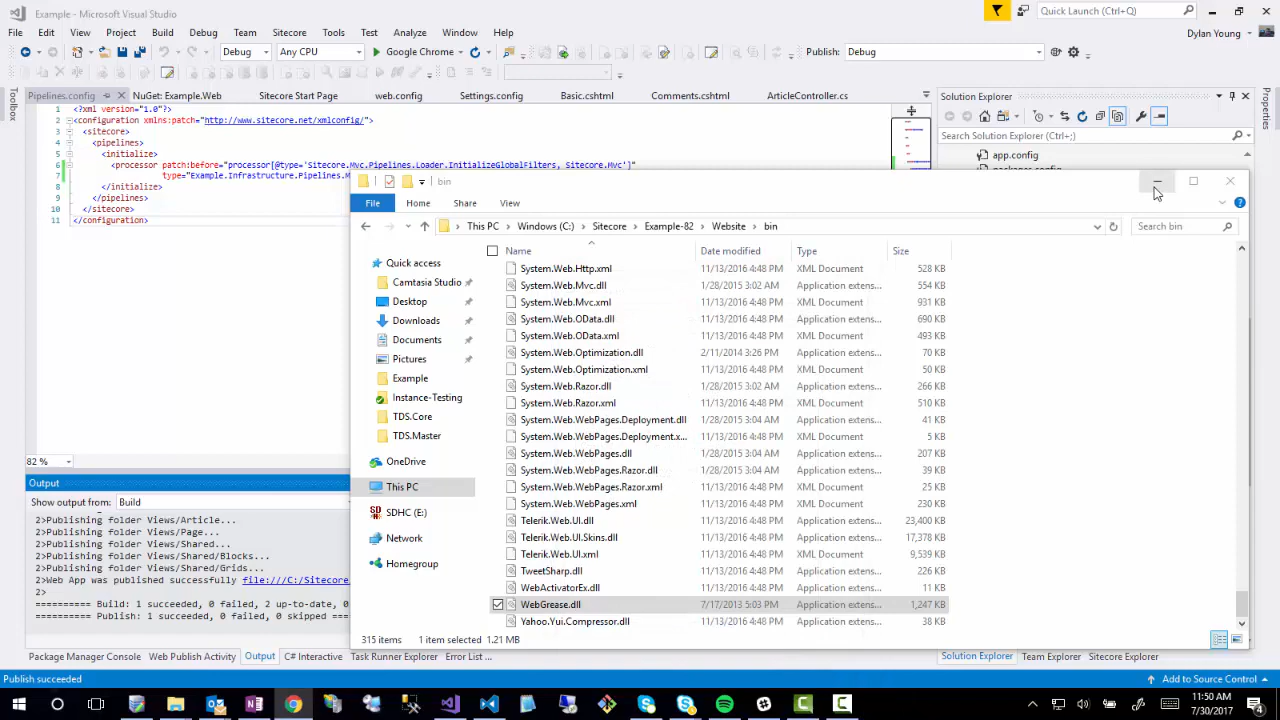 Example - Microsoft Visual Studio
Quick Launch (Ctrl+Q)
File Edit View Project Build Debug Team Sitecore Tools Test Analyze Window Help
Dylan Young
Debug Any CPU Google Chrome Publish: Debug
Toolbox
Pipelines.config NuGet: Example.Web Sitecore Start Page web.config Settings.config Basic.cshtml Comments.cshtml ArticleController.cs
Solution Explorer
Properties
Search Solution Explorer (Ctrl+;)
app.config
1 <?xml version="1.0"?>
2 <configuration xmlns:patch="http://www.sitecore.net/xmlconfig/">
3 <sitecore>
4 <pipelines>
5 <initialize>
6 <processor patch:before="processor[@type='Sitecore.Mvc.Pipelines.Loader.InitializeGlobalFilters, Sitecore.Mvc']"
7 type="Example.Infrastructure.Pipelines.M
8 </initialize>
9 </pipelines>
10 </sitecore>
11 </configuration>
bin
File Home Share View
This PC Windows (C:) Sitecore Example-82 Website bin
Search bin
Name Date modified Type Size
Quick access
Camtasia Studio
Desktop
Downloads
Documents
Pictures
Example
Instance-Testing
TDS.Core
TDS.Master
OneDrive
This PC
SDHC (E:)
Network
Homegroup
System.Web.Http.xml 11/13/2016 4:48 PM XML Document 528 KB
System.Web.Mvc.dll 1/28/2015 3:02 AM Application extens... 554 KB
System.Web.Mvc.xml 11/13/2016 4:48 PM XML Document 931 KB
System.Web.OData.dll 11/13/2016 4:48 PM Application extens... 690 KB
System.Web.OData.xml 11/13/2016 4:48 PM XML Document 493 KB
System.Web.Optimization.dll 2/11/2014 3:26 PM Application extens... 70 KB
System.Web.Optimization.xml 11/13/2016 4:48 PM XML Document 50 KB
System.Web.Razor.dll 1/28/2015 3:02 AM Application extens... 266 KB
System.Web.Razor.xml 11/13/2016 4:48 PM XML Document 510 KB
System.Web.WebPages.Deployment.dll 1/28/2015 3:04 AM Application extens... 41 KB
System.Web.WebPages.Deployment.x... 11/13/2016 4:48 PM XML Document 5 KB
System.Web.WebPages.dll 1/28/2015 3:04 AM Application extens... 207 KB
System.Web.WebPages.Razor.dll 1/28/2015 3:04 AM Application extens... 39 KB
System.Web.WebPages.Razor.xml 11/13/2016 4:48 PM XML Document 25 KB
System.Web.WebPages.xml 11/13/2016 4:48 PM XML Document 230 KB
Telerik.Web.UI.dll 11/13/2016 4:48 PM Application extens... 23,400 KB
Telerik.Web.UI.Skins.dll 11/13/2016 4:48 PM Application extens... 17,378 KB
Telerik.Web.UI.xml 11/13/2016 4:48 PM XML Document 9,539 KB
TweetSharp.dll 11/13/2016 4:48 PM Application extens... 226 KB
WebActivatorEx.dll 11/13/2016 4:48 PM Application extens... 11 KB
WebGrease.dll 7/17/2013 5:03 PM Application extens... 1,247 KB
Yahoo.Yui.Compressor.dll 11/13/2016 4:48 PM Application extens... 38 KB
315 items 1 item selected 1.21 MB
82 %
Output
Show output from: Build
2>Publishing folder Views/Article...
2>Publishing folder Views/Page...
2>Publishing folder Views/Shared...
2>Publishing folder Views/Shared/Blocks...
2>Publishing folder Views/Shared/Grids...
2>Web App was published successfully file:///C:/Sitecore
2>
========== Build: 1 succeeded, 0 failed, 2 up-to-date, 0
========== Publish: 1 succeeded, 0 failed, 0 skipped ====
Package Manager Console Web Publish Activity Output C# Interactive Task Runner Explorer Error List ...
Solution Explorer Team Explorer Sitecore Explorer
Publish succeeded
Add to Source Control
11:50 AM
7/30/2017
4